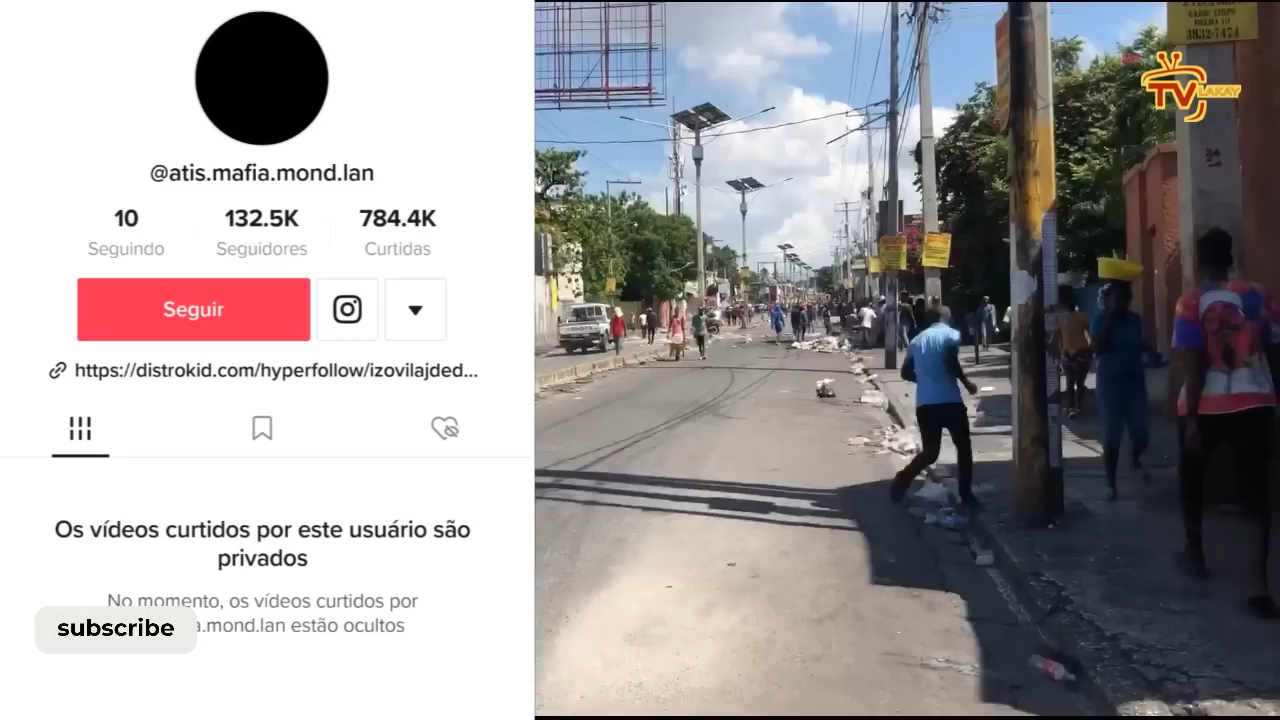 @atis.mafia.mond.lan
10
132.5K
784.4K
Seguindo
Seguidores
Curtidas
Seguir
https://distrokid.com/hyperfollow/izovilajded...
Os vídeos curtidos por este usuário são
privados
No momento, os vídeos curtidos por
a.mond.lan estão ocultos
subscribe
TV LAKAY
3832-7474